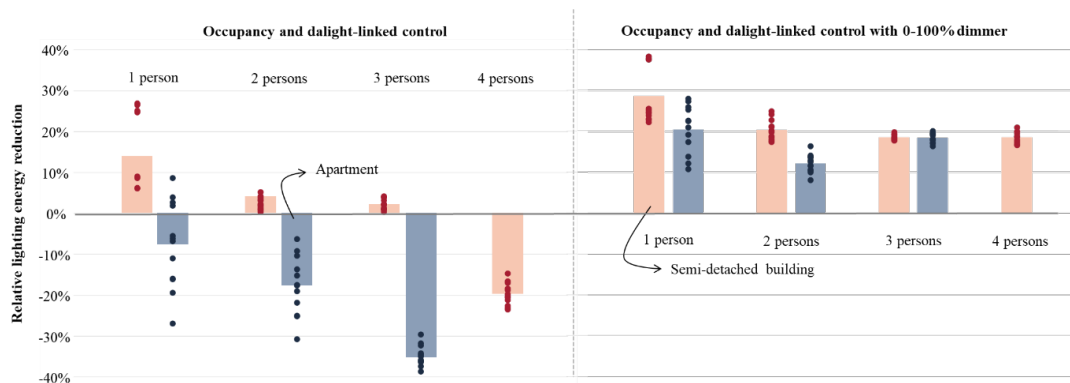 Occupancy and dalight-linked control
Occupancy and dalight-linked control with 0-100% dimmer
Relative lighting energy reduction
40%
30%
20%
10%
0%
-10%
-20%
-30%
-40%
1 person
2 persons
3 persons
4 persons
Apartment
1 person
2 persons
3 persons
4 persons
Semi-detached building